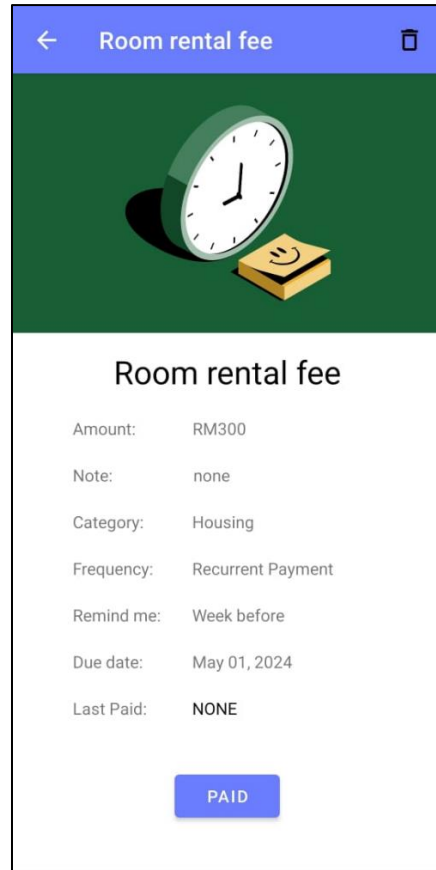 Room rental fee
Room rental fee
Amount: RM300
Note: none
Category: Housing
Frequency: Recurrent Payment
Remind me: Week before
Due date: May 01, 2024
Last Paid: NONE
PAID